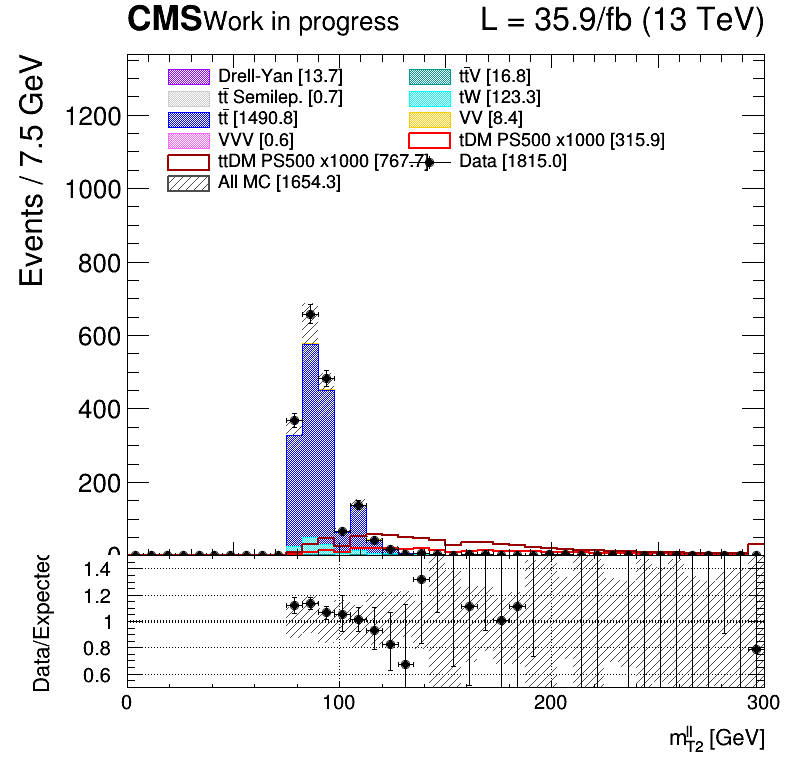 CMS Work in progress L = 35.9/fb (13 TeV)
Drell-Yan [13.7] tt̄V [16.8]
tt̄ Semilep. [0.7] tW [123.3]
tt̄ [1490.8] VV [8.4]
VVV [0.6] tDM PS500 x1000 [315.9]
ttDM PS500 x1000 [767.7] Data [1815.0]
All MC [1654.3]
Events / 7.5 GeV
1200
1000
800
600
400
200
0
Data/Expected
1.4
1.2
1
0.8
0.6
0 100 200 300
m_{T2}^{ll} [GeV]